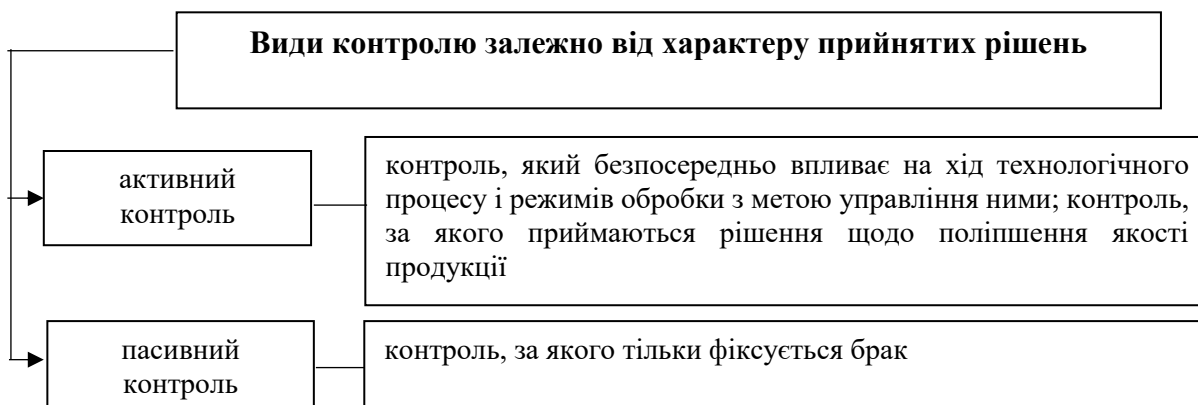 Види контролю залежно від характеру прийнятих рішень
активний
контроль
контроль, який безпосередньо впливає на хід технологічного
процесу і режимів обробки з метою управління ними; контроль,
за якого приймаються рішення щодо поліпшення якості
продукції
пасивний
контроль
контроль, за якого тільки фіксується брак